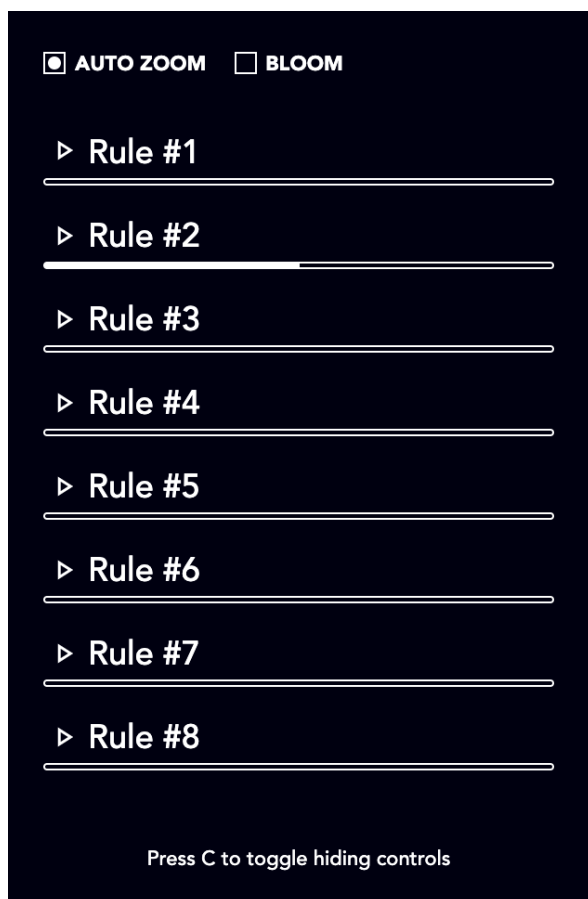 AUTO ZOOM BLOOM
Rule #1
Rule #2
Rule #3
Rule #4
Rule #5
Rule #6
Rule #7
Rule #8
Press C to toggle hiding controls